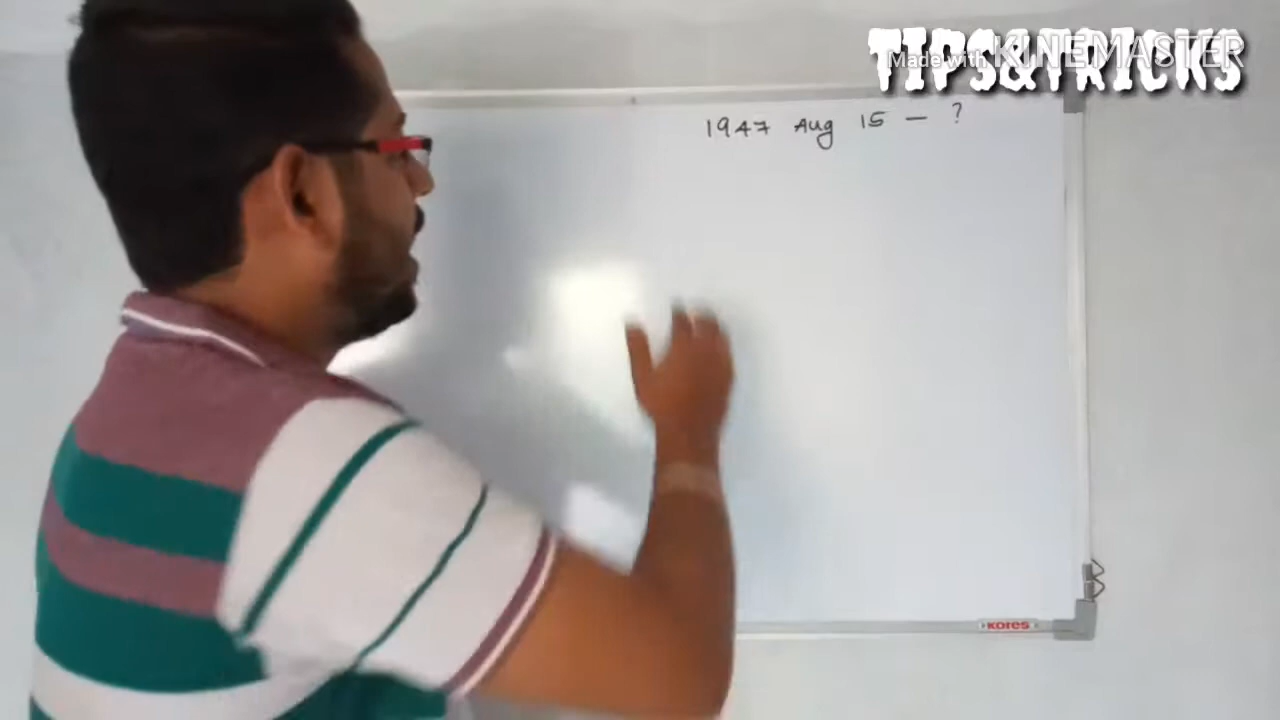 TIPS&TRICKS
Made with KINEMASTER
1947 Aug 15 — ?
KORES